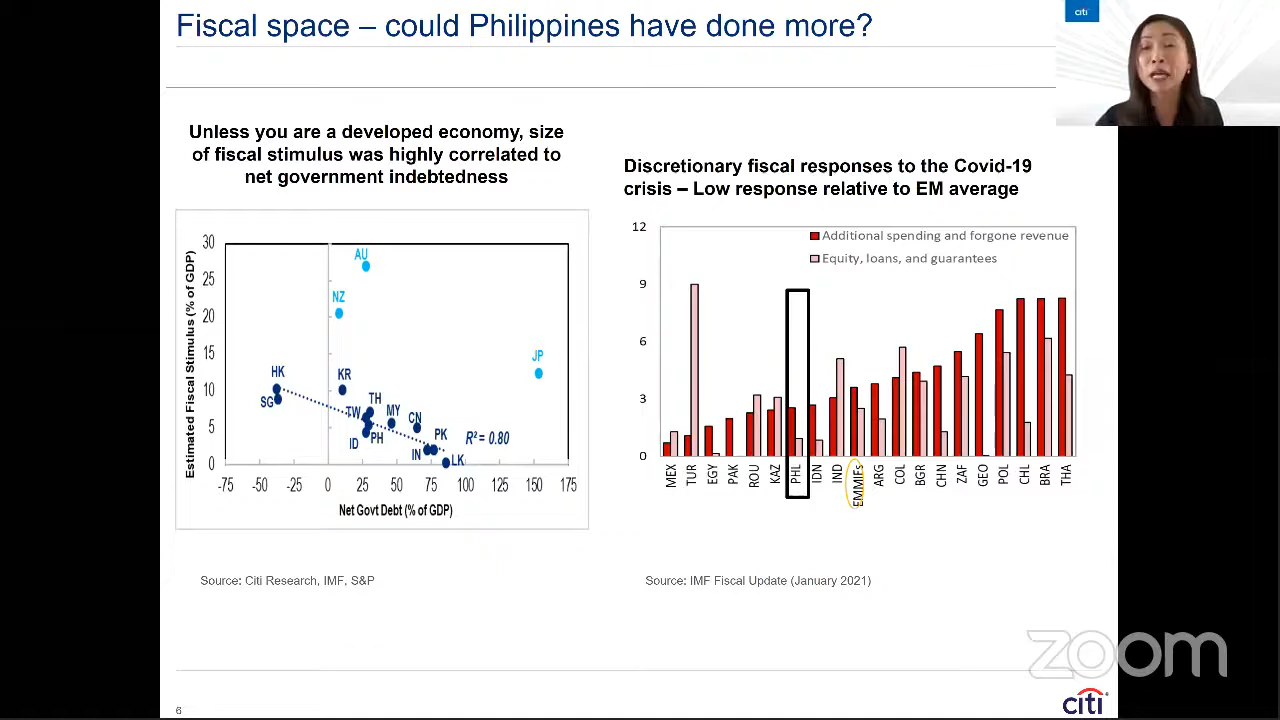 Fiscal space – could Philippines have done more?
citi
Unless you are a developed economy, size
of fiscal stimulus was highly correlated to
net government indebtedness
Discretionary fiscal responses to the Covid-19
crisis – Low response relative to EM average
Estimated Fiscal Stimulus (% of GDP)
30
25
20
15
10
5
0
AU
NZ
JP
HK
SG
KR
TH
TW
MY
CN
ID
PH
IN
PK
LK
R² = 0.80
-75 -50 -25 0 25 50 75 100 125 150 175
Net Govt Debt (% of GDP)
12
9
6
3
0
Additional spending and forgone revenue
Equity, loans, and guarantees
MEX TUR EGY PAK ROU KAZ PHL IDN IND EMMIEs ARG COL BGR CHN ZAF GEO POL CHL BRA THA
Source: Citi Research, IMF, S&P
Source: IMF Fiscal Update (January 2021)
zoom
6
citi